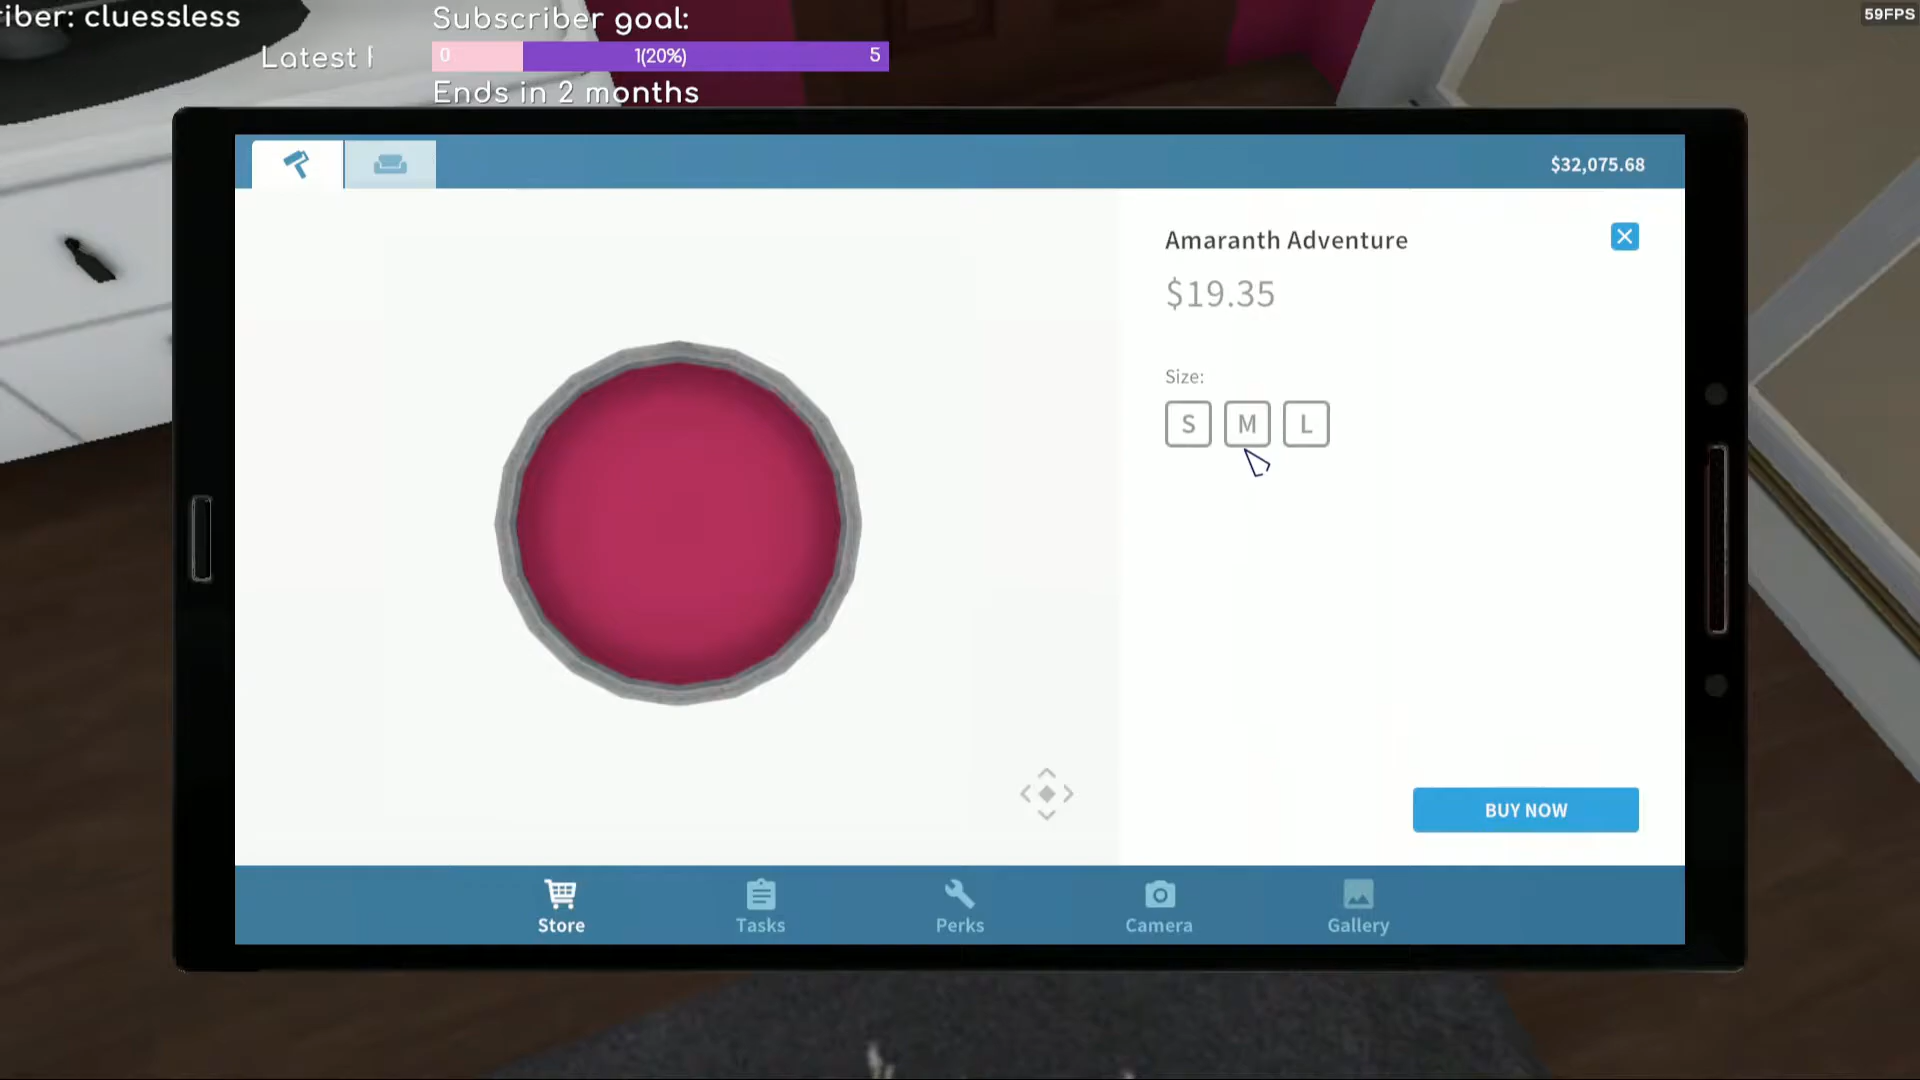 iber: cluessless
Subscriber goal:
59FPS
Latest
0 1(20%) 5
Ends in 2 months
$32,075.68
Amaranth Adventure
$19.35
Size:
S M L
BUY NOW
Store Tasks Perks Camera Gallery